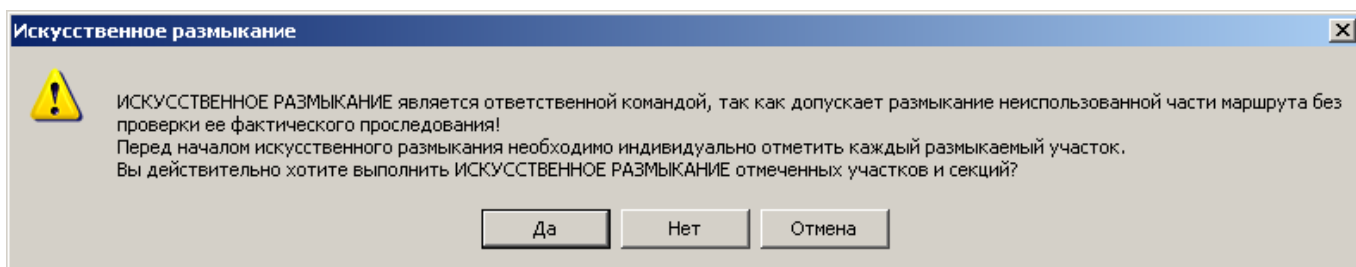 Искусственное размыкание
ИСКУССТВЕННОЕ РАЗМЫКАНИЕ является ответственной командой, так как допускает размыкание неиспользованной части маршрута без
проверки ее фактического проследования!
Перед началом искусственного размыкания необходимо индивидуально отметить каждый размыкаемый участок.
Вы действительно хотите выполнить ИСКУССТВЕННОЕ РАЗМЫКАНИЕ отмеченных участков и секций?
Да Нет Отмена